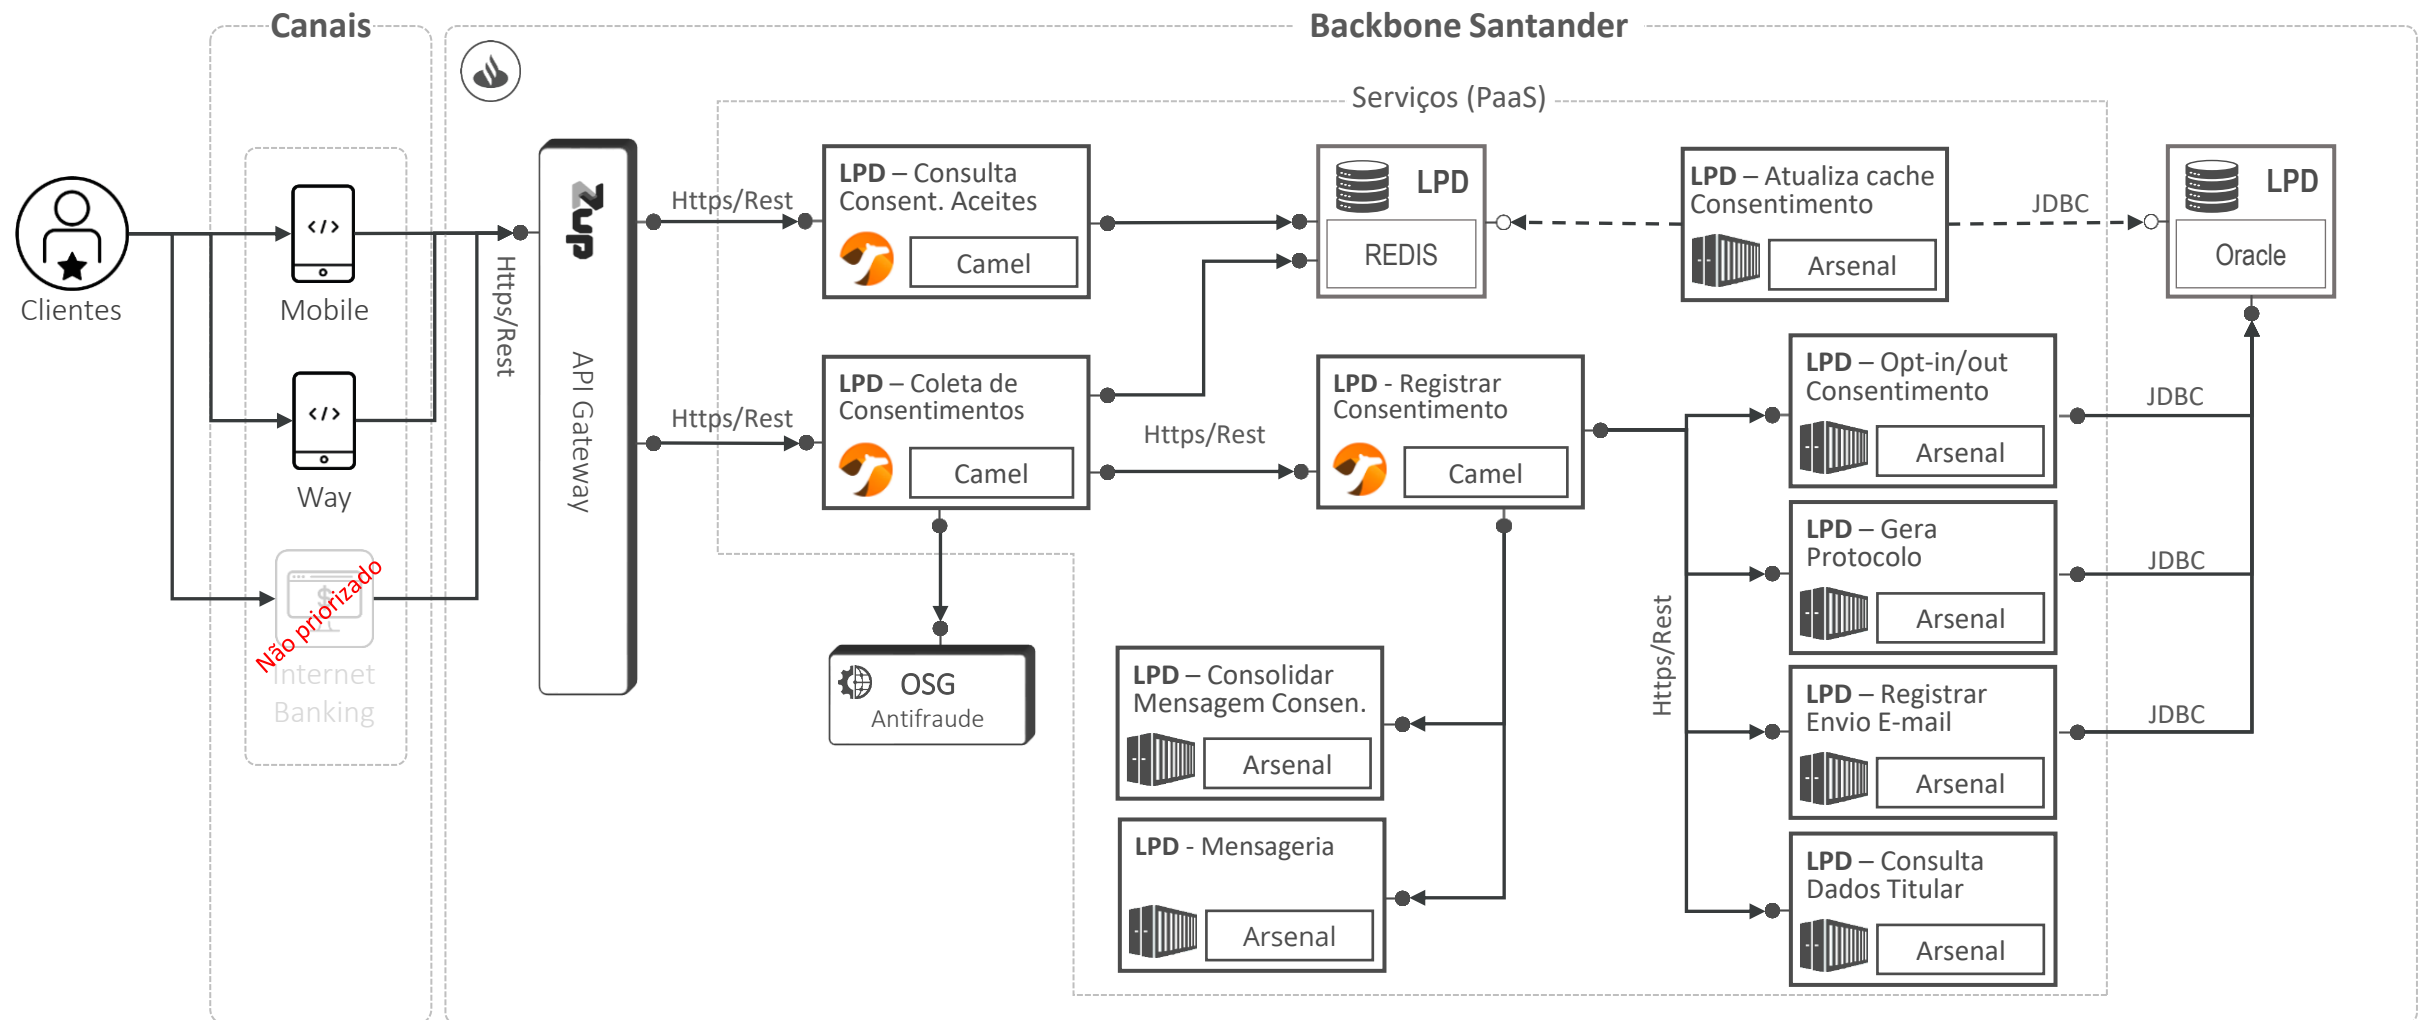 Canais
Backbone Santander
Serviços (PaaS)
Clientes
Mobile
Way
Não priorizado
Internet
Banking
Https/Rest
zup
API Gateway
Https/Rest
LPD – Consulta
Consent. Aceites
Camel
LPD
REDIS
LPD – Atualiza cache
Consentimento
Arsenal
JDBC
LPD
Oracle
Https/Rest
LPD – Coleta de
Consentimentos
Camel
Https/Rest
LPD - Registrar
Consentimento
Camel
OSG
Antifraude
LPD – Consolidar
Mensagem Consen.
Arsenal
LPD - Mensageria
Arsenal
Https/Rest
LPD – Opt-in/out
Consentimento
Arsenal
JDBC
LPD – Gera
Protocolo
Arsenal
JDBC
LPD – Registrar
Envio E-mail
Arsenal
JDBC
LPD – Consulta
Dados Titular
Arsenal